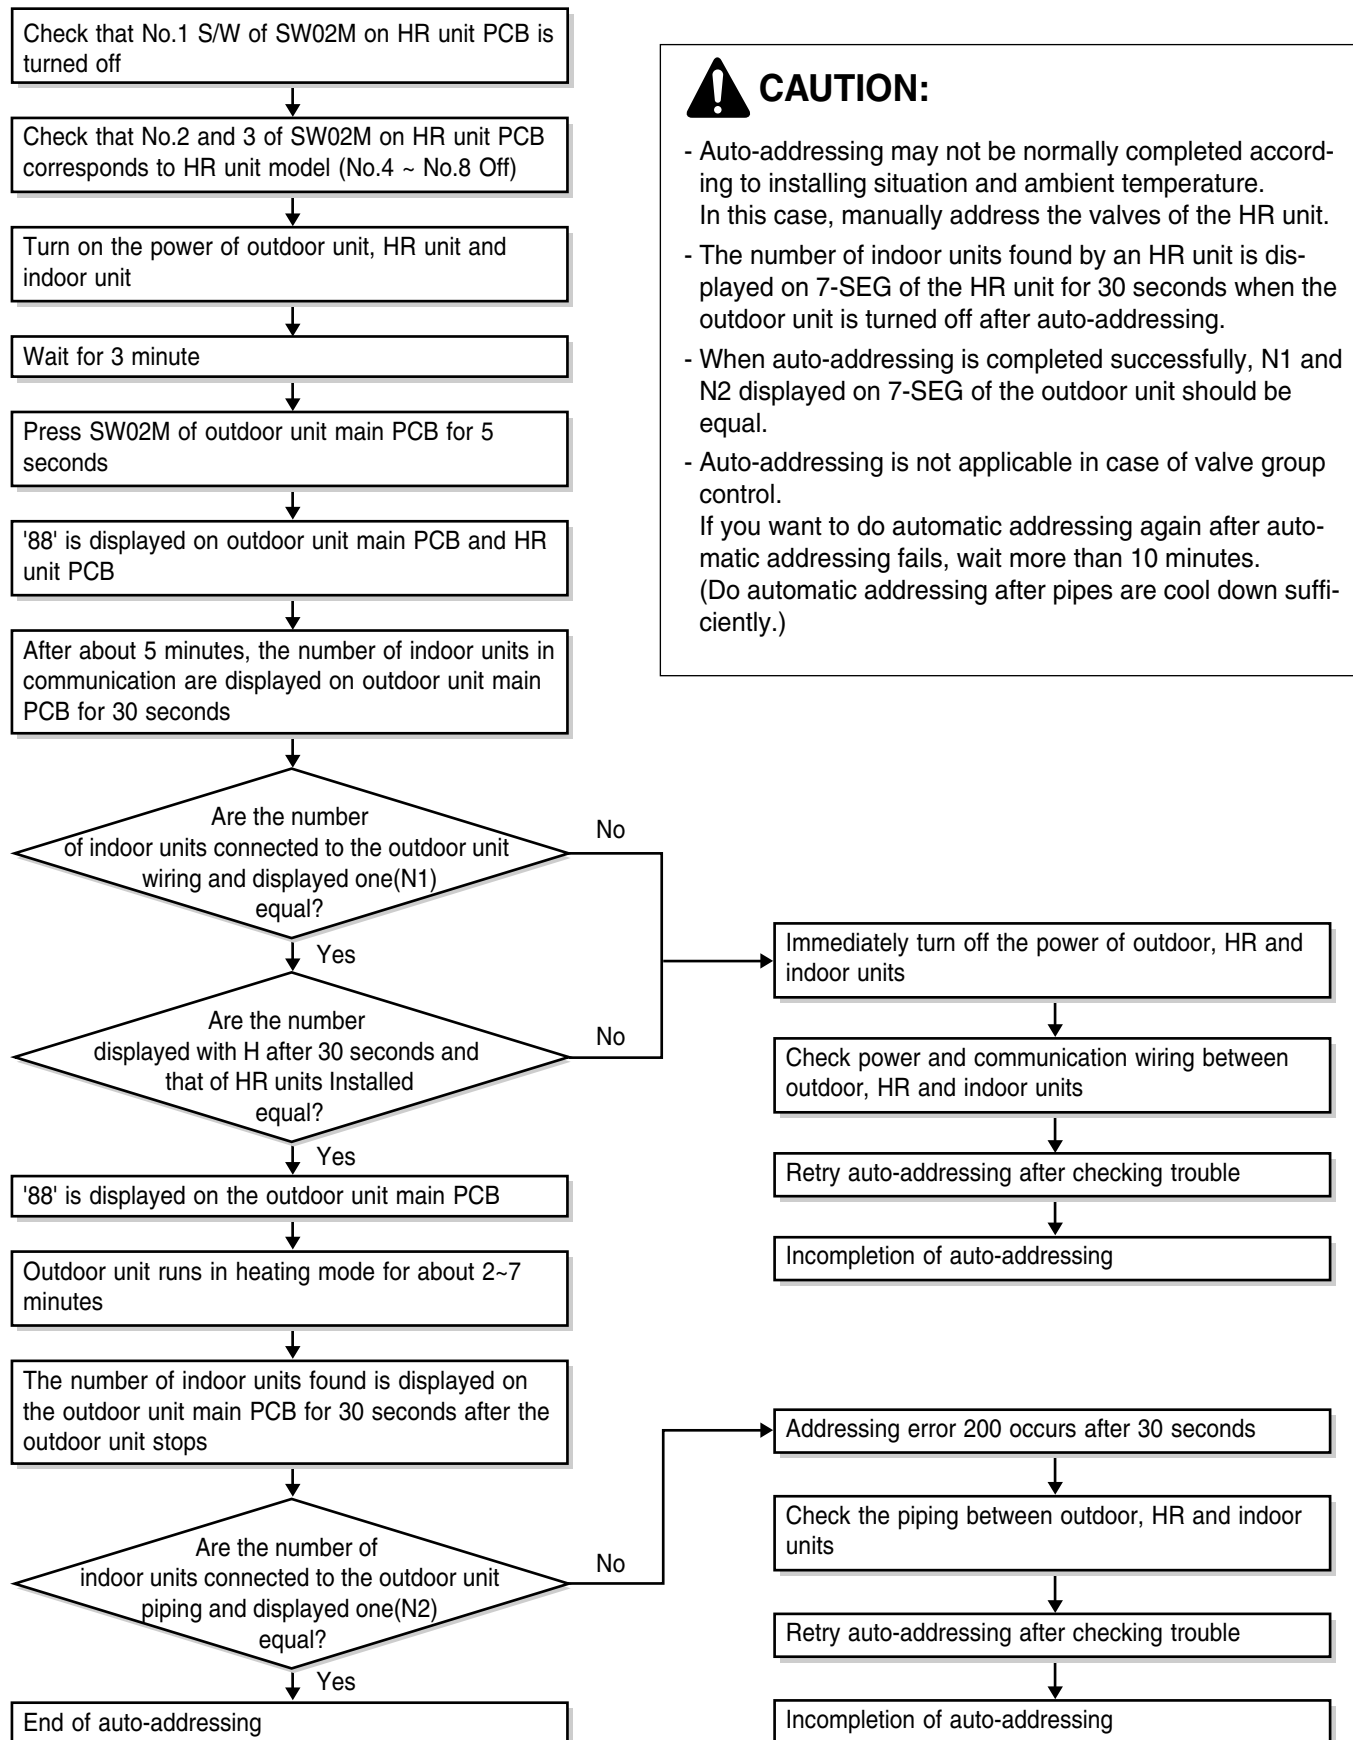 Check that No.1 S/W of SW02M on HR unit PCB is
turned off
Check that No.2 and 3 of SW02M on HR unit PCB
corresponds to HR unit model (No.4 ~ No.8 Off)
Turn on the power of outdoor unit, HR unit and
indoor unit
Wait for 3 minute
Press SW02M of outdoor unit main PCB for 5
seconds
'88' is displayed on outdoor unit main PCB and HR
unit PCB
After about 5 minutes, the number of indoor units in
communication are displayed on outdoor unit main
PCB for 30 seconds
Are the number
of indoor units connected to the outdoor unit
wiring and displayed one(N1)
equal?
No
Yes
Are the number
displayed with H after 30 seconds and
that of HR units Installed
equal?
No
Yes
'88' is displayed on the outdoor unit main PCB
Outdoor unit runs in heating mode for about 2~7
minutes
The number of indoor units found is displayed on
the outdoor unit main PCB for 30 seconds after the
outdoor unit stops
Are the number of
indoor units connected to the outdoor unit
piping and displayed one(N2)
equal?
No
Yes
End of auto-addressing
CAUTION:
- Auto-addressing may not be normally completed accord-
ing to installing situation and ambient temperature.
In this case, manually address the valves of the HR unit.
- The number of indoor units found by an HR unit is dis-
played on 7-SEG of the HR unit for 30 seconds when the
outdoor unit is turned off after auto-addressing.
- When auto-addressing is completed successfully, N1 and
N2 displayed on 7-SEG of the outdoor unit should be
equal.
- Auto-addressing is not applicable in case of valve group
control.
If you want to do automatic addressing again after auto-
matic addressing fails, wait more than 10 minutes.
(Do automatic addressing after pipes are cool down suffi-
ciently.)
Immediately turn off the power of outdoor, HR and
indoor units
Check power and communication wiring between
outdoor, HR and indoor units
Retry auto-addressing after checking trouble
Incompletion of auto-addressing
Addressing error 200 occurs after 30 seconds
Check the piping between outdoor, HR and indoor
units
Retry auto-addressing after checking trouble
Incompletion of auto-addressing